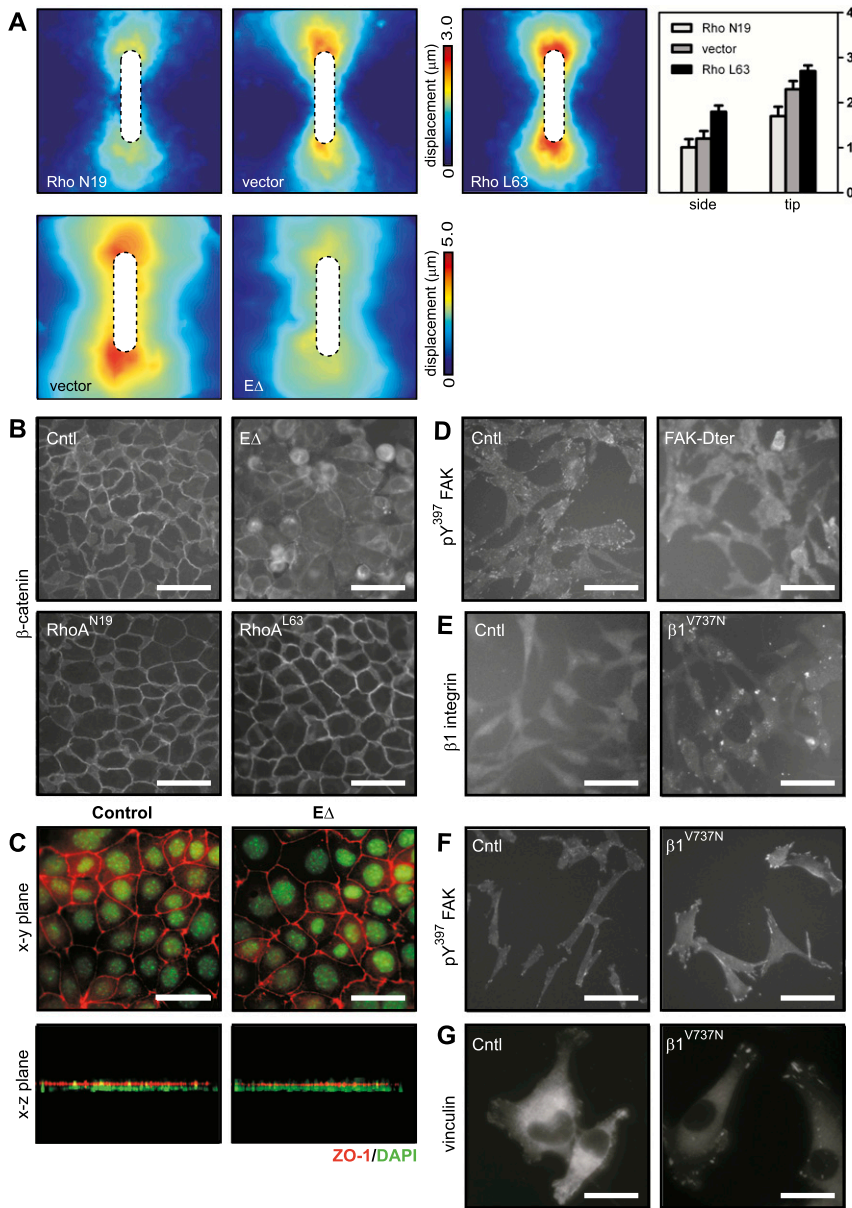 A
Rho N19
vector
displacement (µm)
0 3.0
Rho L63
Rho N19
vector
Rho L63
4
3
2
1
0
side tip
vector
EΔ
displacement (µm)
0 5.0
B
β-catenin
Cntl
EΔ
RhoA^N19
RhoA^L63
D
pY^397 FAK
Cntl
FAK-Dter
E
β1 integrin
Cntl
β1^V737N
Control EΔ
C
x-y plane
x-z plane
ZO-1/DAPI
F
pY^397 FAK
Cntl
β1^V737N
G
vinculin
Cntl
β1^V737N